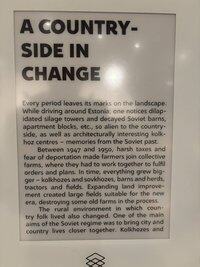 A COUNTRY-
SIDE IN
CHANGE
Every period leaves its marks on the landscape.
While driving around Estonia, one notices dilap-
idated silage towers and decayed Soviet barns,
apartment blocks, etc., so alien to the country-
side, as well as architecturally interesting kolk-
hoz centres – memories from the Soviet past.
Between 1947 and 1950, harsh taxes and
fear of deportation made farmers join collective
farms, where they had to work together to fulfil
orders and plans. In time, everything grew big-
ger – kolkhozes and sovkhozes, barns and herds,
tractors and fields. Expanding land improve-
ment created large fields suitable for the new
era, destroying some old farms in the process.
The rural environment in which coun-
try folk lived also changed. One of the main
aims of the Soviet regime was to bring city and
country lives closer together. Kolkhozes and